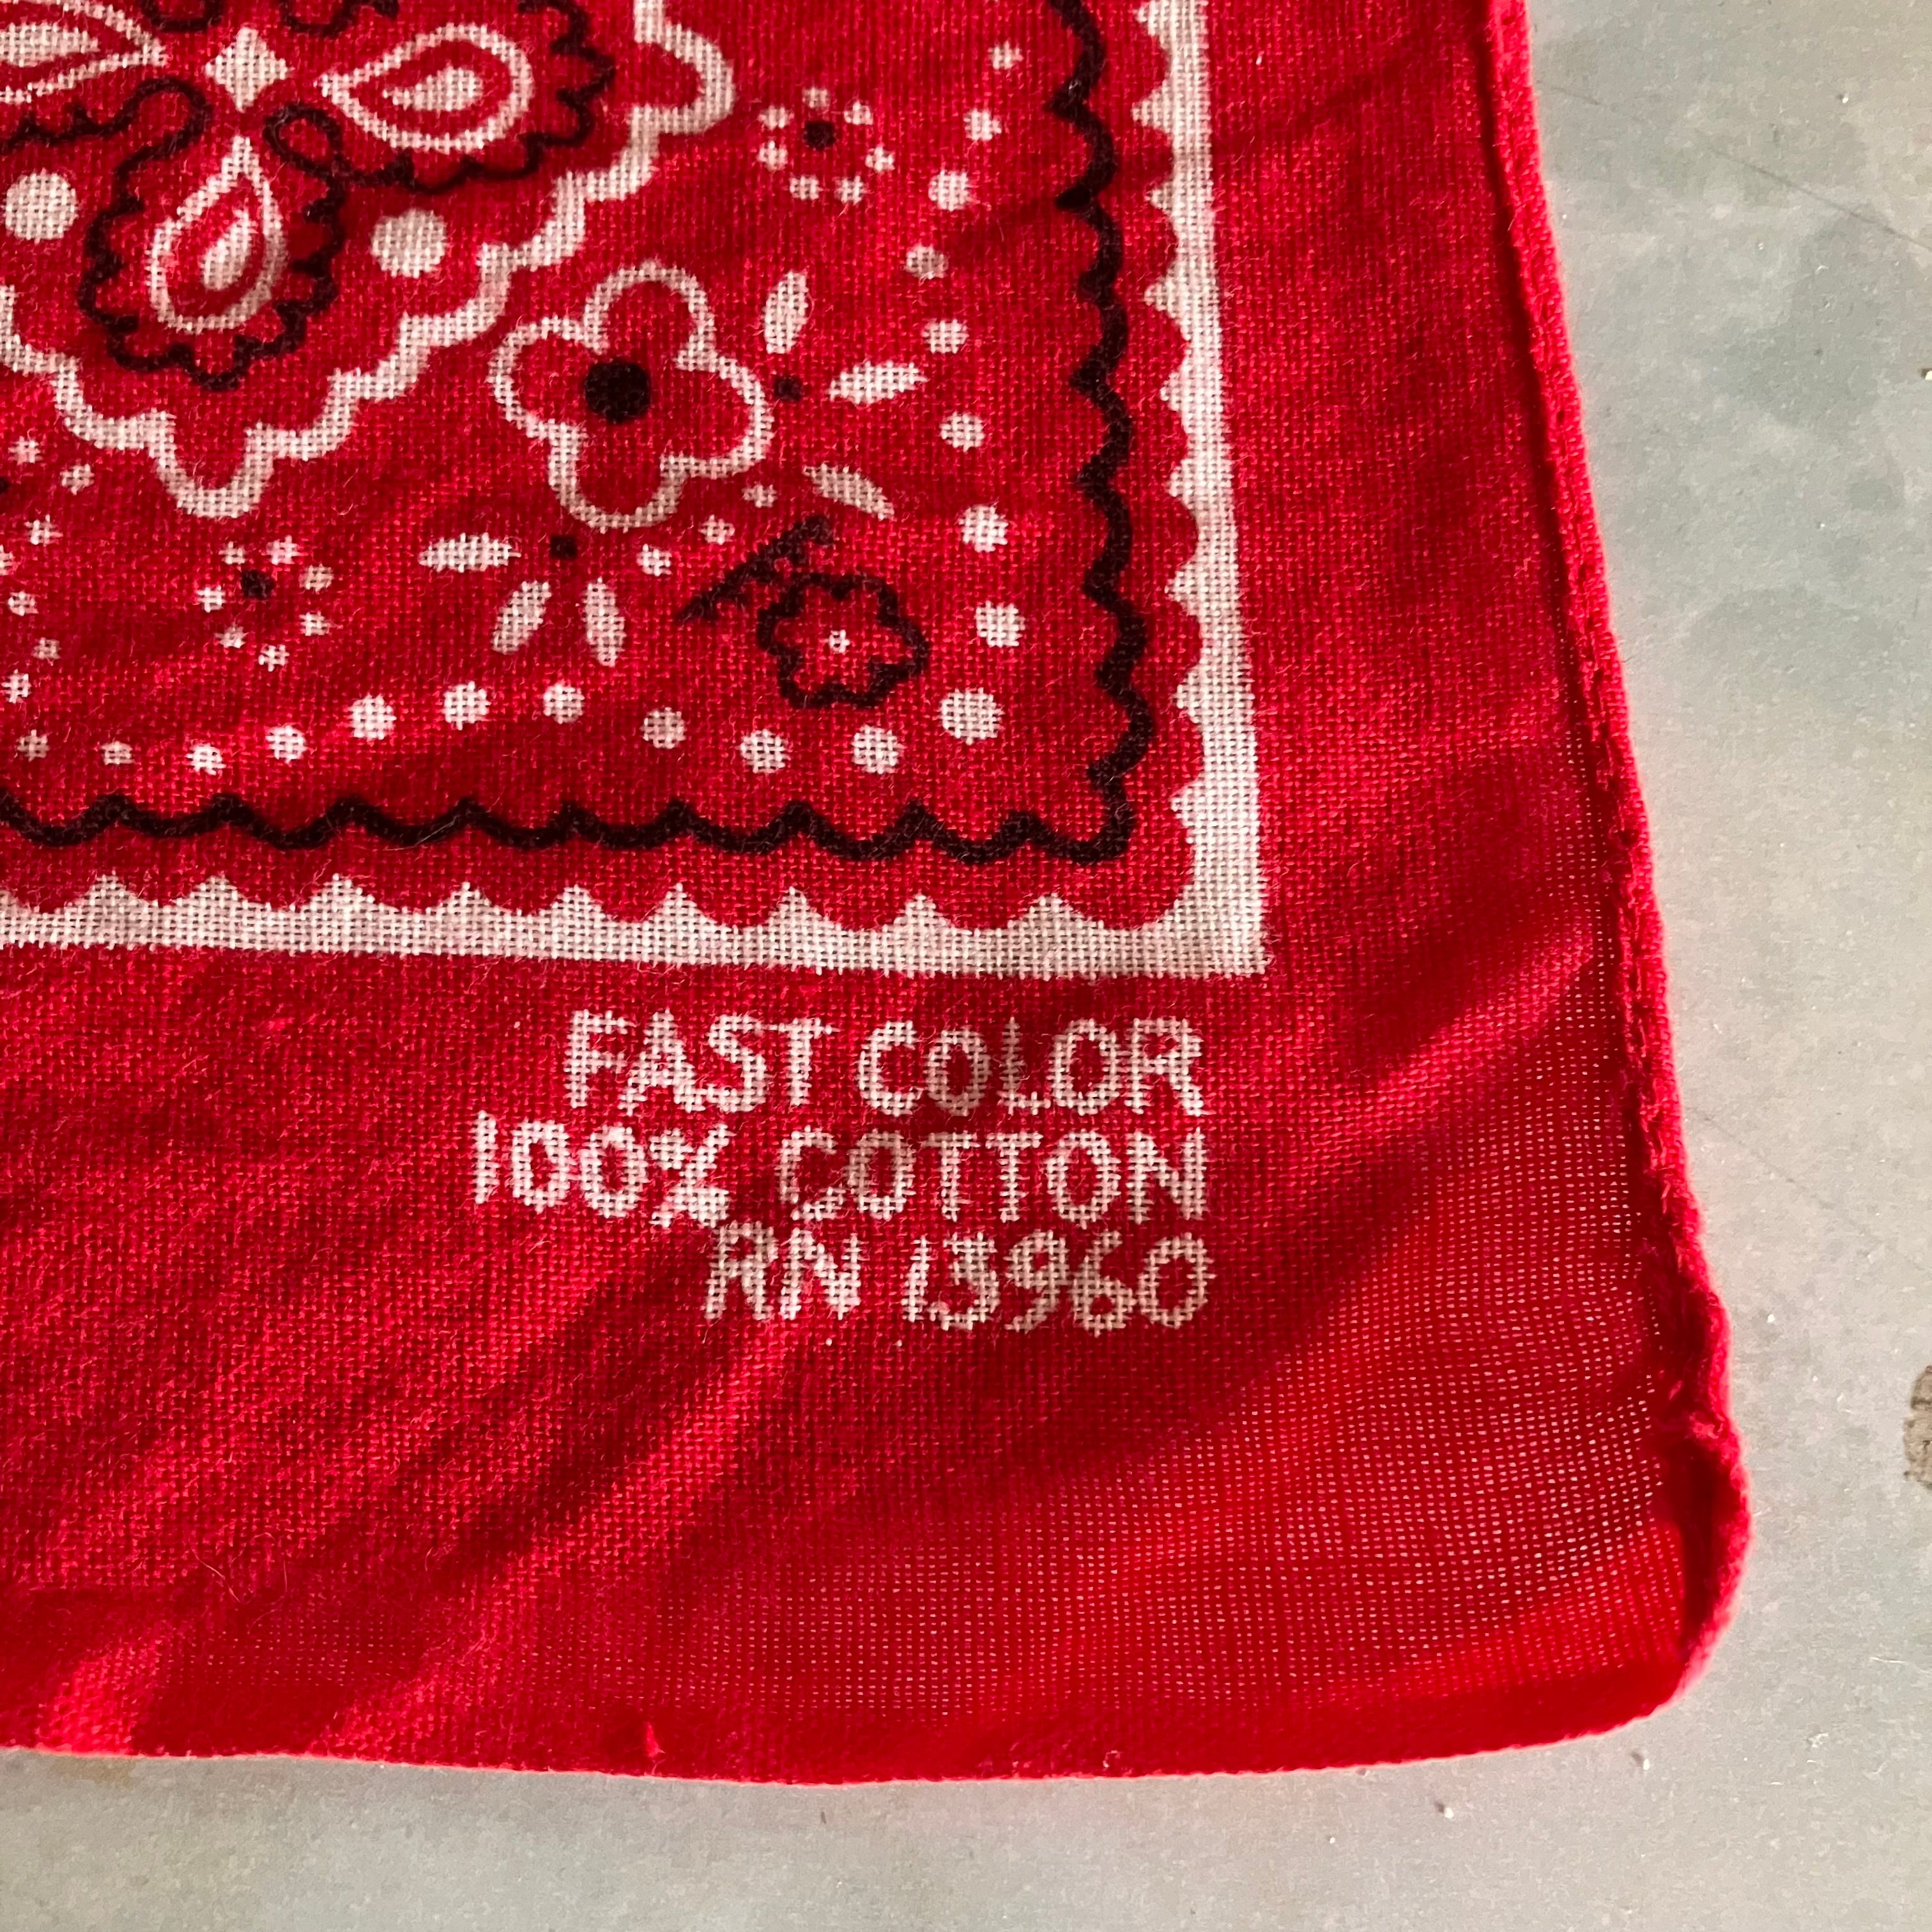 FAST COLOR
100% COTTON
RN 13960